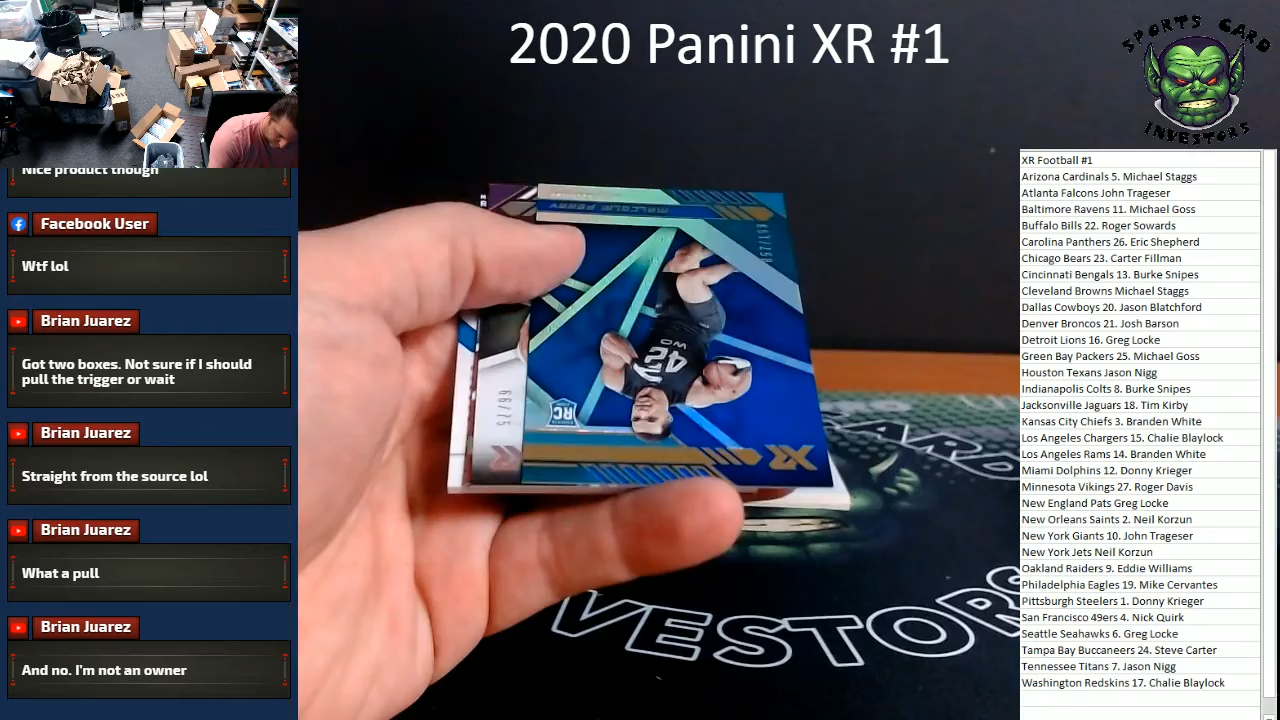 2020 Panini XR #1
SPORTS CARD
INVESTORS
Nice product though
Facebook User
Wtf lol
Brian Juarez
Got two boxes. Not sure if I should
pull the trigger or wait
Brian Juarez
Straight from the source lol
Brian Juarez
What a pull
Brian Juarez
And no. I'm not an owner
MALCOLM PERRY
42
WO
RC
66/75
XR
CARD
VESTORS
XR Football #1
Arizona Cardinals 5. Michael Staggs
Atlanta Falcons John Trageser
Baltimore Ravens 11. Michael Goss
Buffalo Bills 22. Roger Sowards
Carolina Panthers 26. Eric Shepherd
Chicago Bears 23. Carter Fillman
Cincinnati Bengals 13. Burke Snipes
Cleveland Browns Michael Staggs
Dallas Cowboys 20. Jason Blatchford
Denver Broncos 21. Josh Barson
Detroit Lions 16. Greg Locke
Green Bay Packers 25. Michael Goss
Houston Texans Jason Nigg
Indianapolis Colts 8. Burke Snipes
Jacksonville Jaguars 18. Tim Kirby
Kansas City Chiefs 3. Branden White
Los Angeles Chargers 15. Chalie Blaylock
Los Angeles Rams 14. Branden White
Miami Dolphins 12. Donny Krieger
Minnesota Vikings 27. Roger Davis
New England Pats Greg Locke
New Orleans Saints 2. Neil Korzun
New York Giants 10. John Trageser
New York Jets Neil Korzun
Oakland Raiders 9. Eddie Williams
Philadelphia Eagles 19. Mike Cervantes
Pittsburgh Steelers 1. Donny Krieger
San Francisco 49ers 4. Nick Quirk
Seattle Seahawks 6. Greg Locke
Tampa Bay Buccaneers 24. Steve Carter
Tennessee Titans 7. Jason Nigg
Washington Redskins 17. Chalie Blaylock